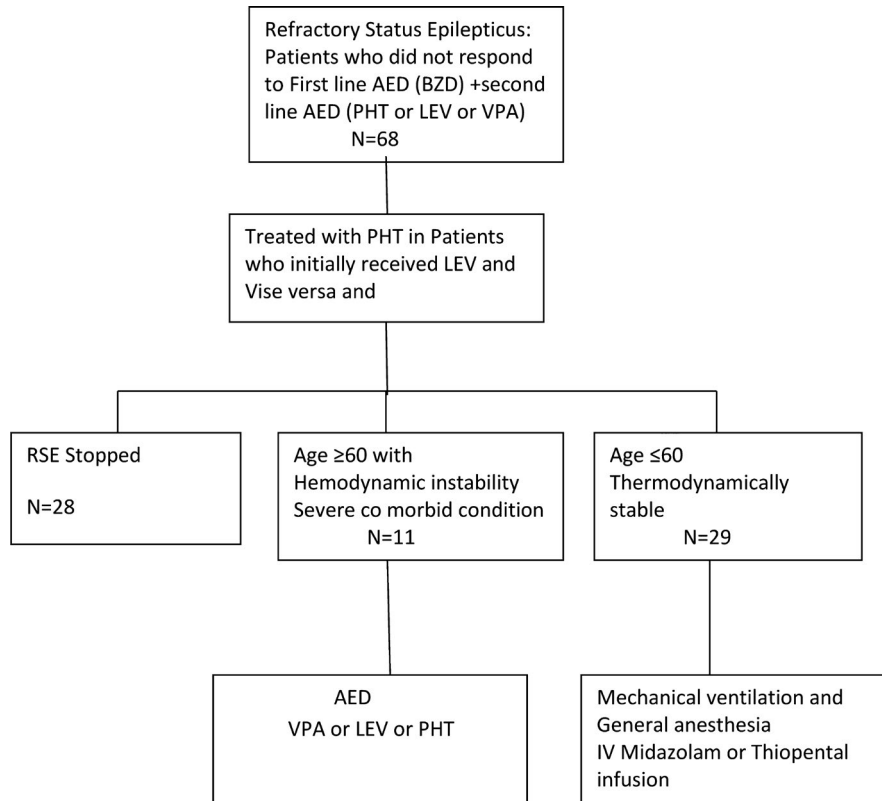 Refractory Status Epilepticus:
Patients who did not respond
to First line AED (BZD) +second
line AED (PHT or LEV or VPA)
N=68
Treated with PHT in Patients
who initially received LEV and
Vise versa and
RSE Stopped
N=28
Age ≥60 with
Hemodynamic instability
Severe co morbid condition
N=11
Age ≤60
Thermodynamically
stable
N=29
AED
VPA or LEV or PHT
Mechanical ventilation and
General anesthesia
IV Midazolam or Thiopental
infusion